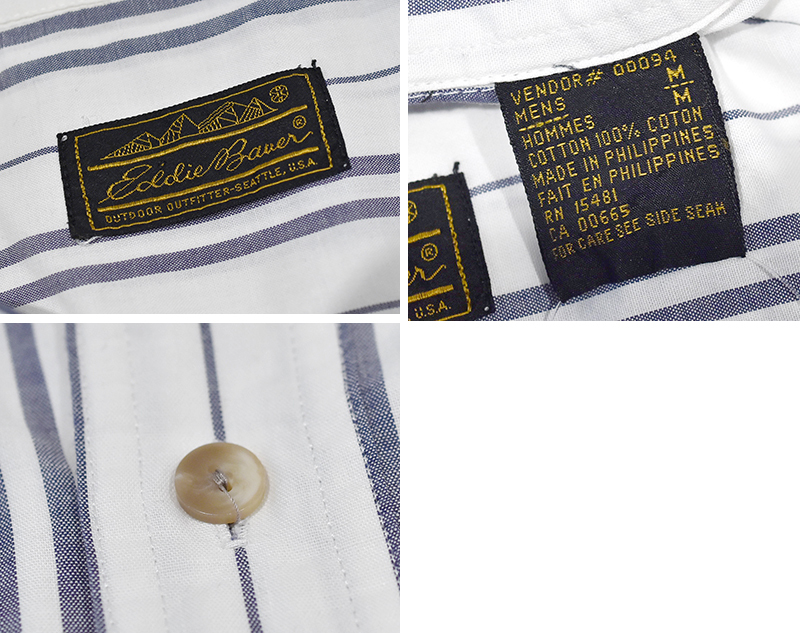 Eddie Bauer®
OUTDOOR OUTFITTER-SEATTLE, U.S.A.
VENDOR# 00094
MENS M
HOMMES M
COTTON 100% COTON
MADE IN PHILIPPINES
FAIT EN PHILIPPINES
RN 15481
CA 00665
FOR CARE SEE SIDE SEAM
er®
U.S.A.